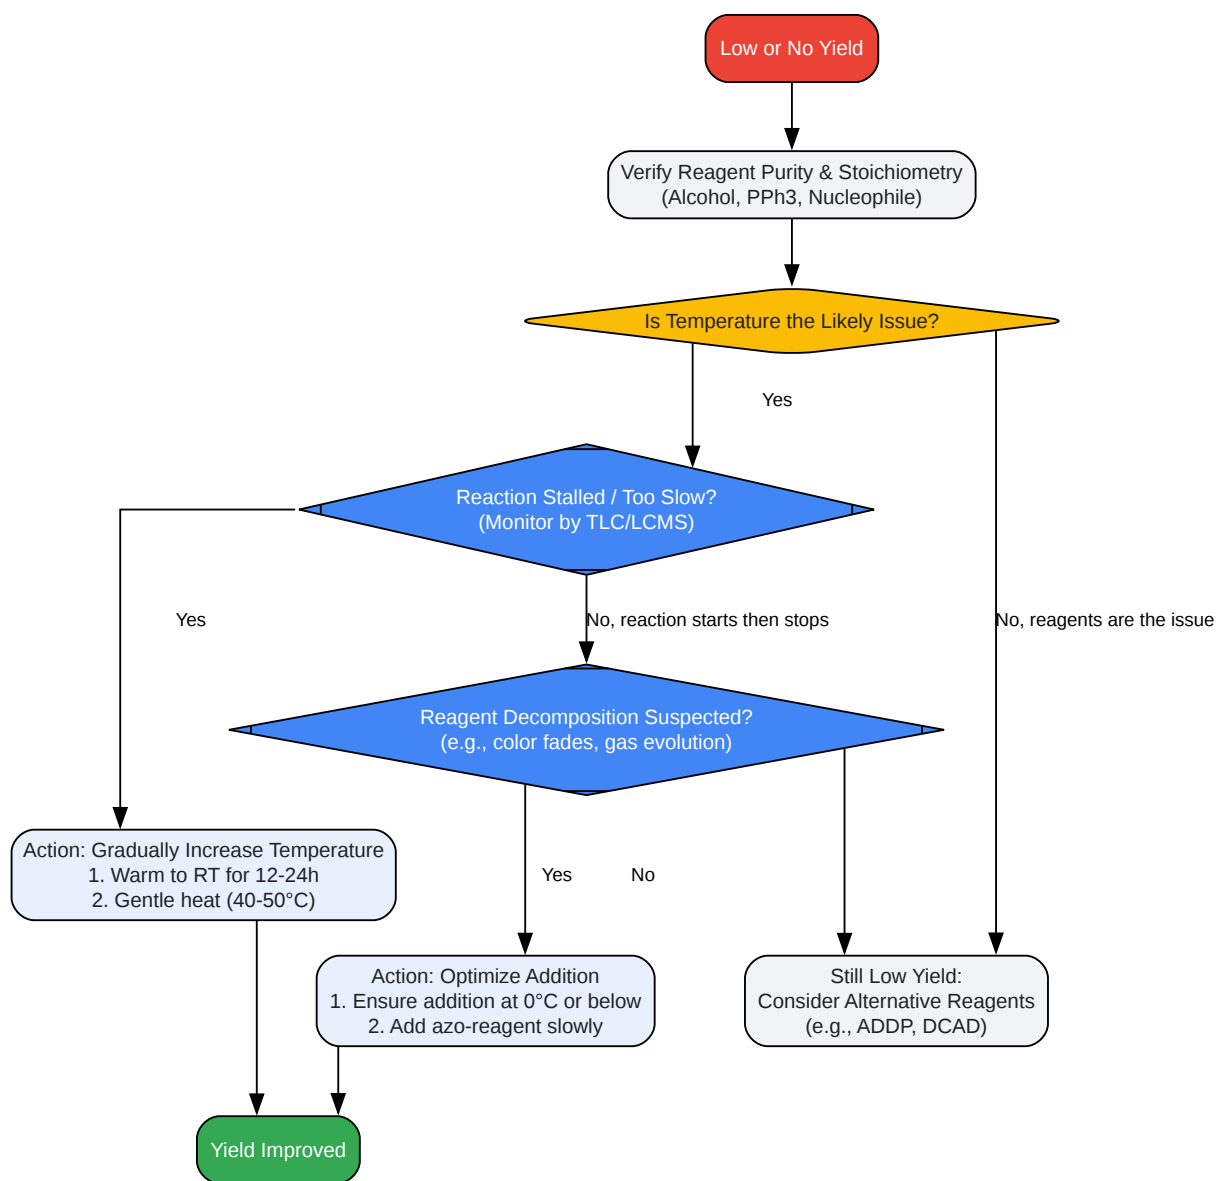 Low or No Yield
Verify Reagent Purity & Stoichiometry
(Alcohol, PPh3, Nucleophile)
Is Temperature the Likely Issue?
Yes
Reaction Stalled / Too Slow?
(Monitor by TLC/LCMS)
Yes
No, reaction starts then stops
No, reagents are the issue
Reagent Decomposition Suspected?
(e.g., color fades, gas evolution)
Action: Gradually Increase Temperature
1. Warm to RT for 12-24h
2. Gentle heat (40-50°C)
Yes
No
Action: Optimize Addition
1. Ensure addition at 0°C or below
2. Add azo-reagent slowly
Still Low Yield:
Consider Alternative Reagents
(e.g., ADDP, DCAD)
Yield Improved